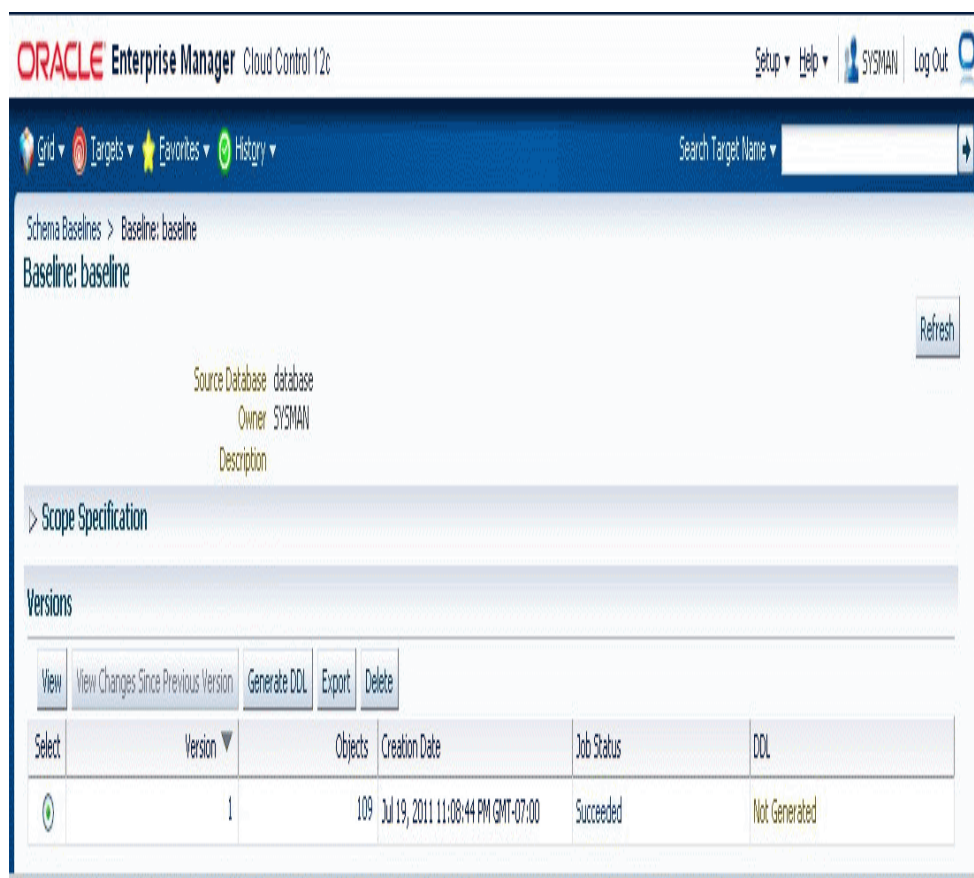 ORACLE Enterprise Manager Cloud Control 12c Setup Help SYSMAN Log Out
Grid Targets Favorites History Search Target Name
Schema Baselines > Baseline: baseline
Baseline: baseline
Refresh
Source Database database
Owner SYSMAN
Description
Scope Specification
Versions
View View Changes Since Previous Version Generate DDL Export Delete
Select Version Objects Creation Date Job Status DDL
1 109 Jul 19, 2011 11:08:44 PM GMT-07:00 Succeeded Not Generated